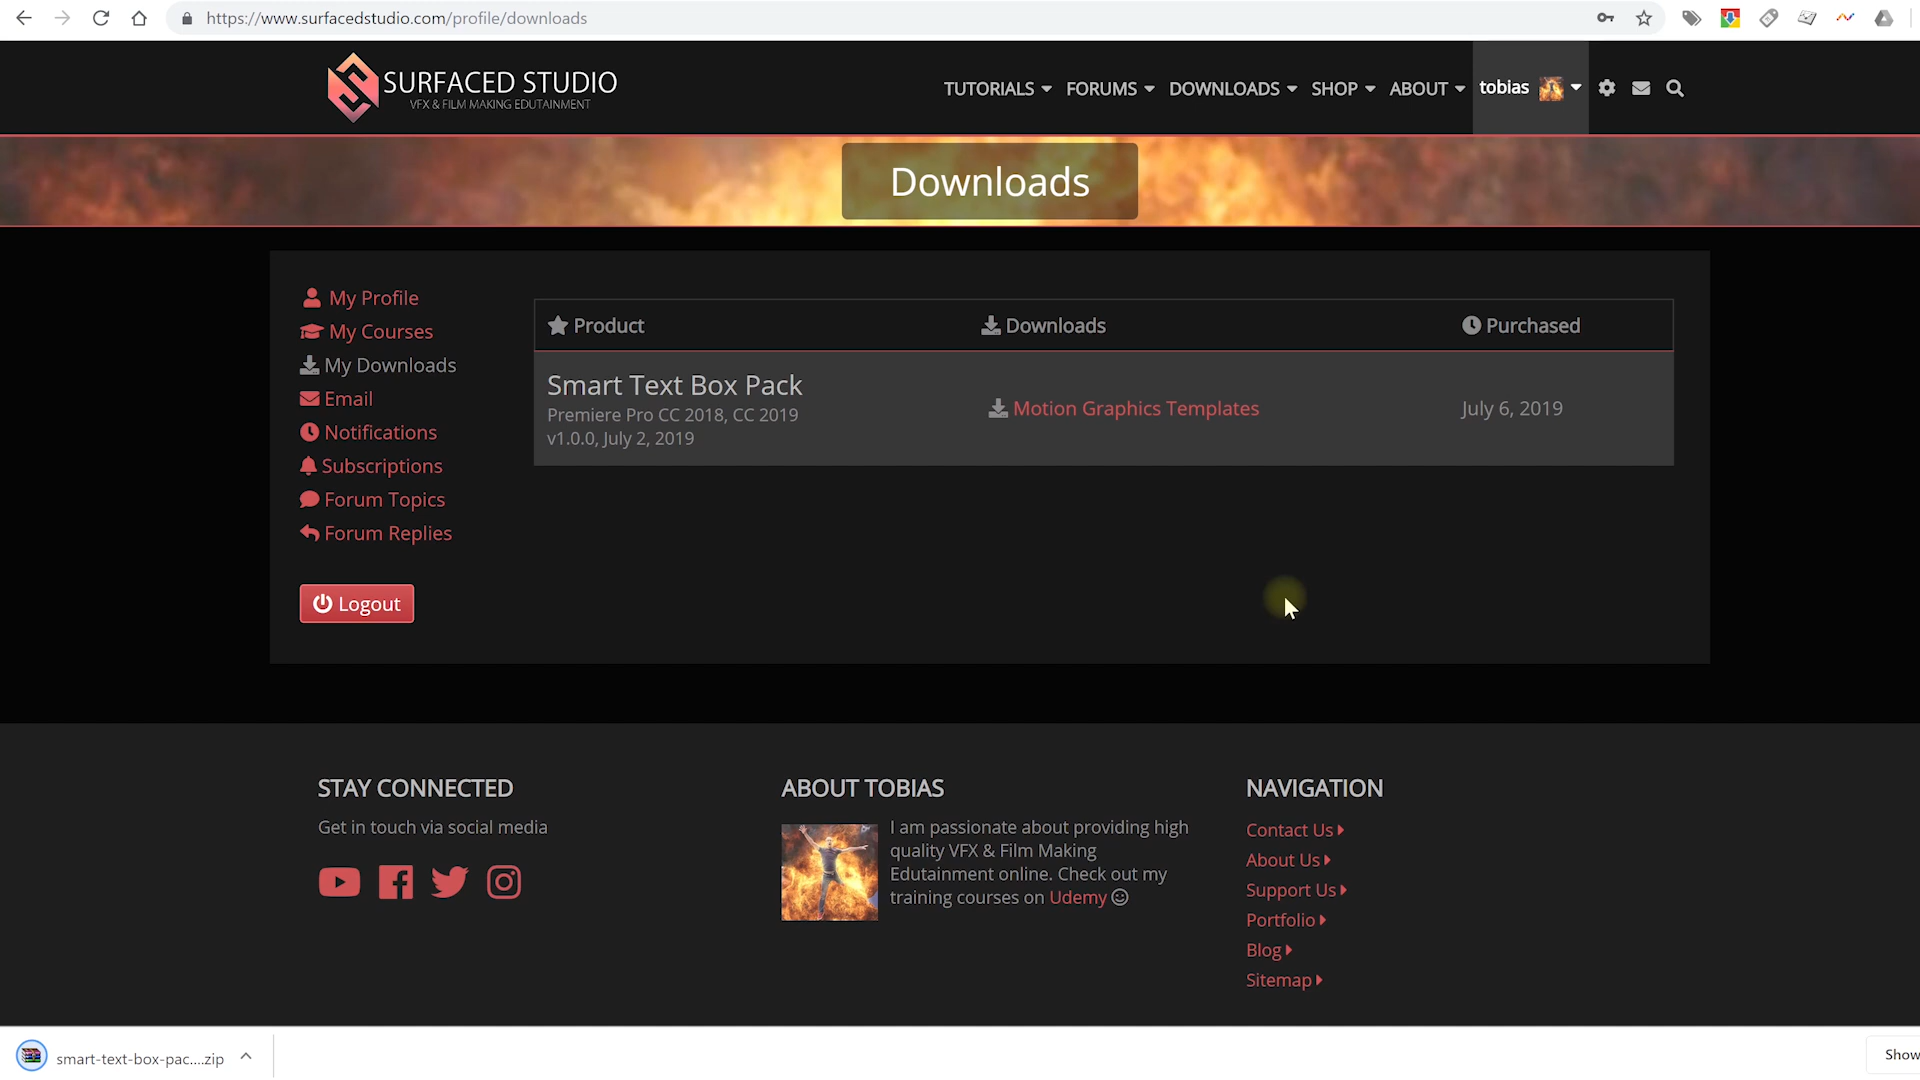 https://www.surfacedstudio.com/profile/downloads
SURFACED STUDIO
VFX & FILM MAKING EDUTAINMENT
TUTORIALS FORUMS DOWNLOADS SHOP ABOUT tobias
Downloads
My Profile
My Courses
My Downloads
Email
Notifications
Subscriptions
Forum Topics
Forum Replies
Logout
Product Downloads Purchased
Smart Text Box Pack
Premiere Pro CC 2018, CC 2019
v1.0.0, July 2, 2019
Motion Graphics Templates
July 6, 2019
STAY CONNECTED
Get in touch via social media
ABOUT TOBIAS
I am passionate about providing high
quality VFX & Film Making
Edutainment online. Check out my
training courses on Udemy
NAVIGATION
Contact Us
About Us
Support Us
Portfolio
Blog
Sitemap
smart-text-box-pac....zip
Show